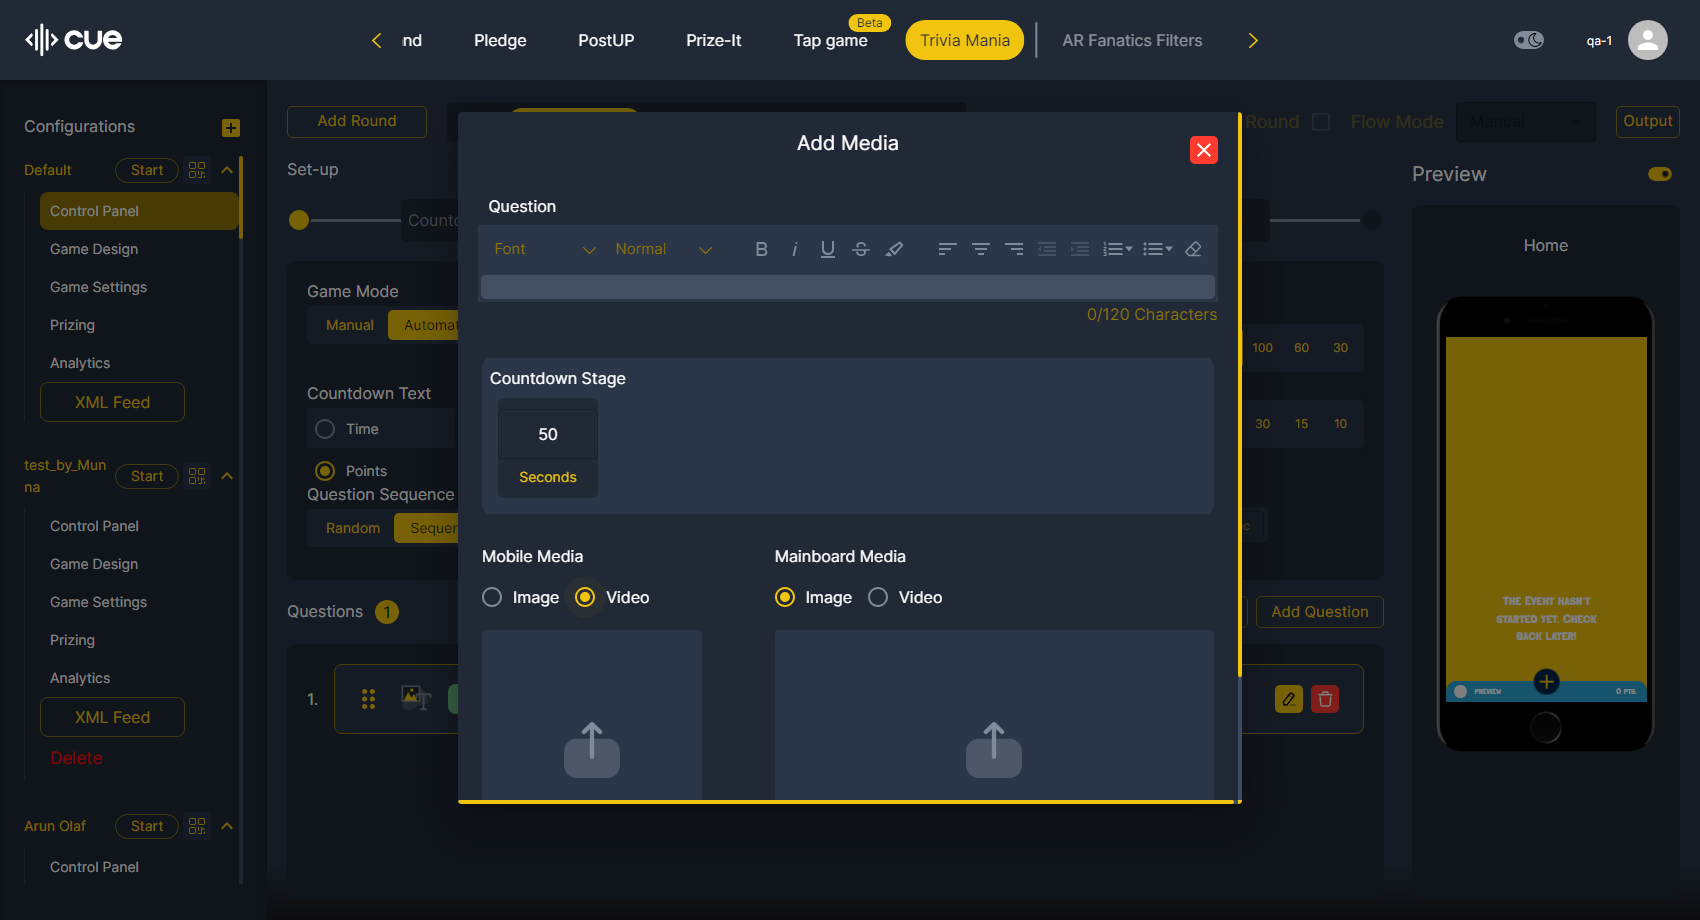 cue
nd
Pledge
PostUP
Prize-It
Tap game
Beta
Trivia Mania
AR Fanatics Filters
qa-1
Configurations
Default
Start
Control Panel
Game Design
Game Settings
Prizing
Analytics
XML Feed
test_by_Mun
na
Start
Control Panel
Game Design
Game Settings
Prizing
Analytics
XML Feed
Delete
Arun Olaf
Start
Control Panel
Add Round
Round
Flow Mode
Manual
Output
Set-up
Countd
Game Mode
Manual
Automat
Countdown Text
Time
Points
Question Sequence
Random
Sequen
100
60
30
30
15
10
Questions
1
Add Question
1.
Add Media
Question
Font
Normal
0/120 Characters
Countdown Stage
50
Seconds
Mobile Media
Image
Video
Mainboard Media
Image
Video
Preview
Home
The Event hasn't
started yet. Check
back later!
PREVIEW
0 PTS.